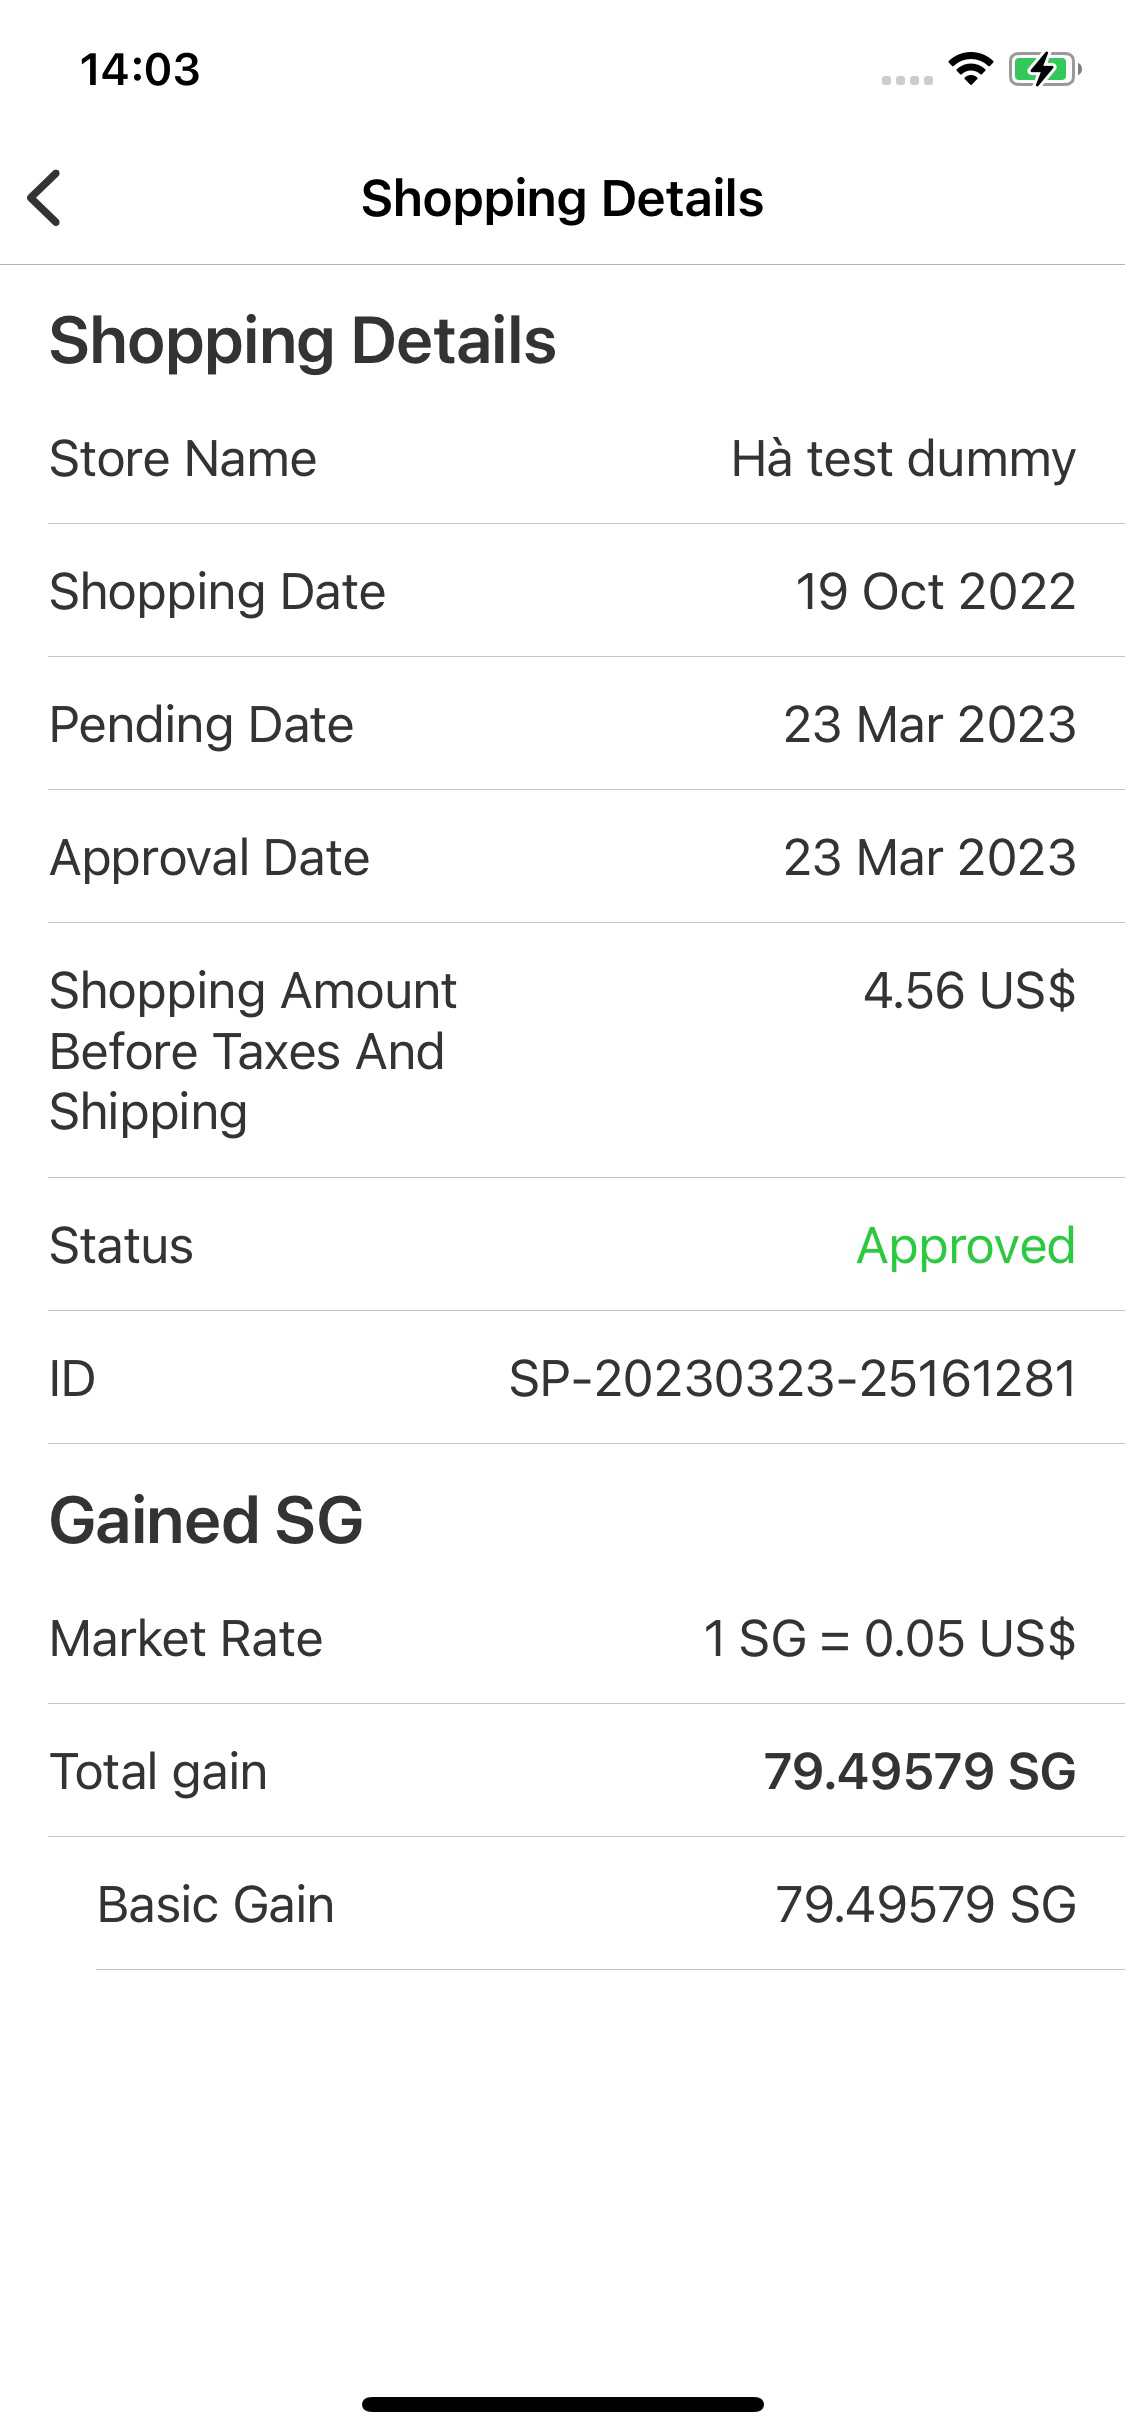 14:03
Shopping Details
Shopping Details
Store Name Hà test dummy
Shopping Date 19 Oct 2022
Pending Date 23 Mar 2023
Approval Date 23 Mar 2023
Shopping Amount 4.56 US$
Before Taxes And
Shipping
Status Approved
ID SP-20230323-25161281
Gained SG
Market Rate 1 SG = 0.05 US$
Total gain 79.49579 SG
Basic Gain 79.49579 SG